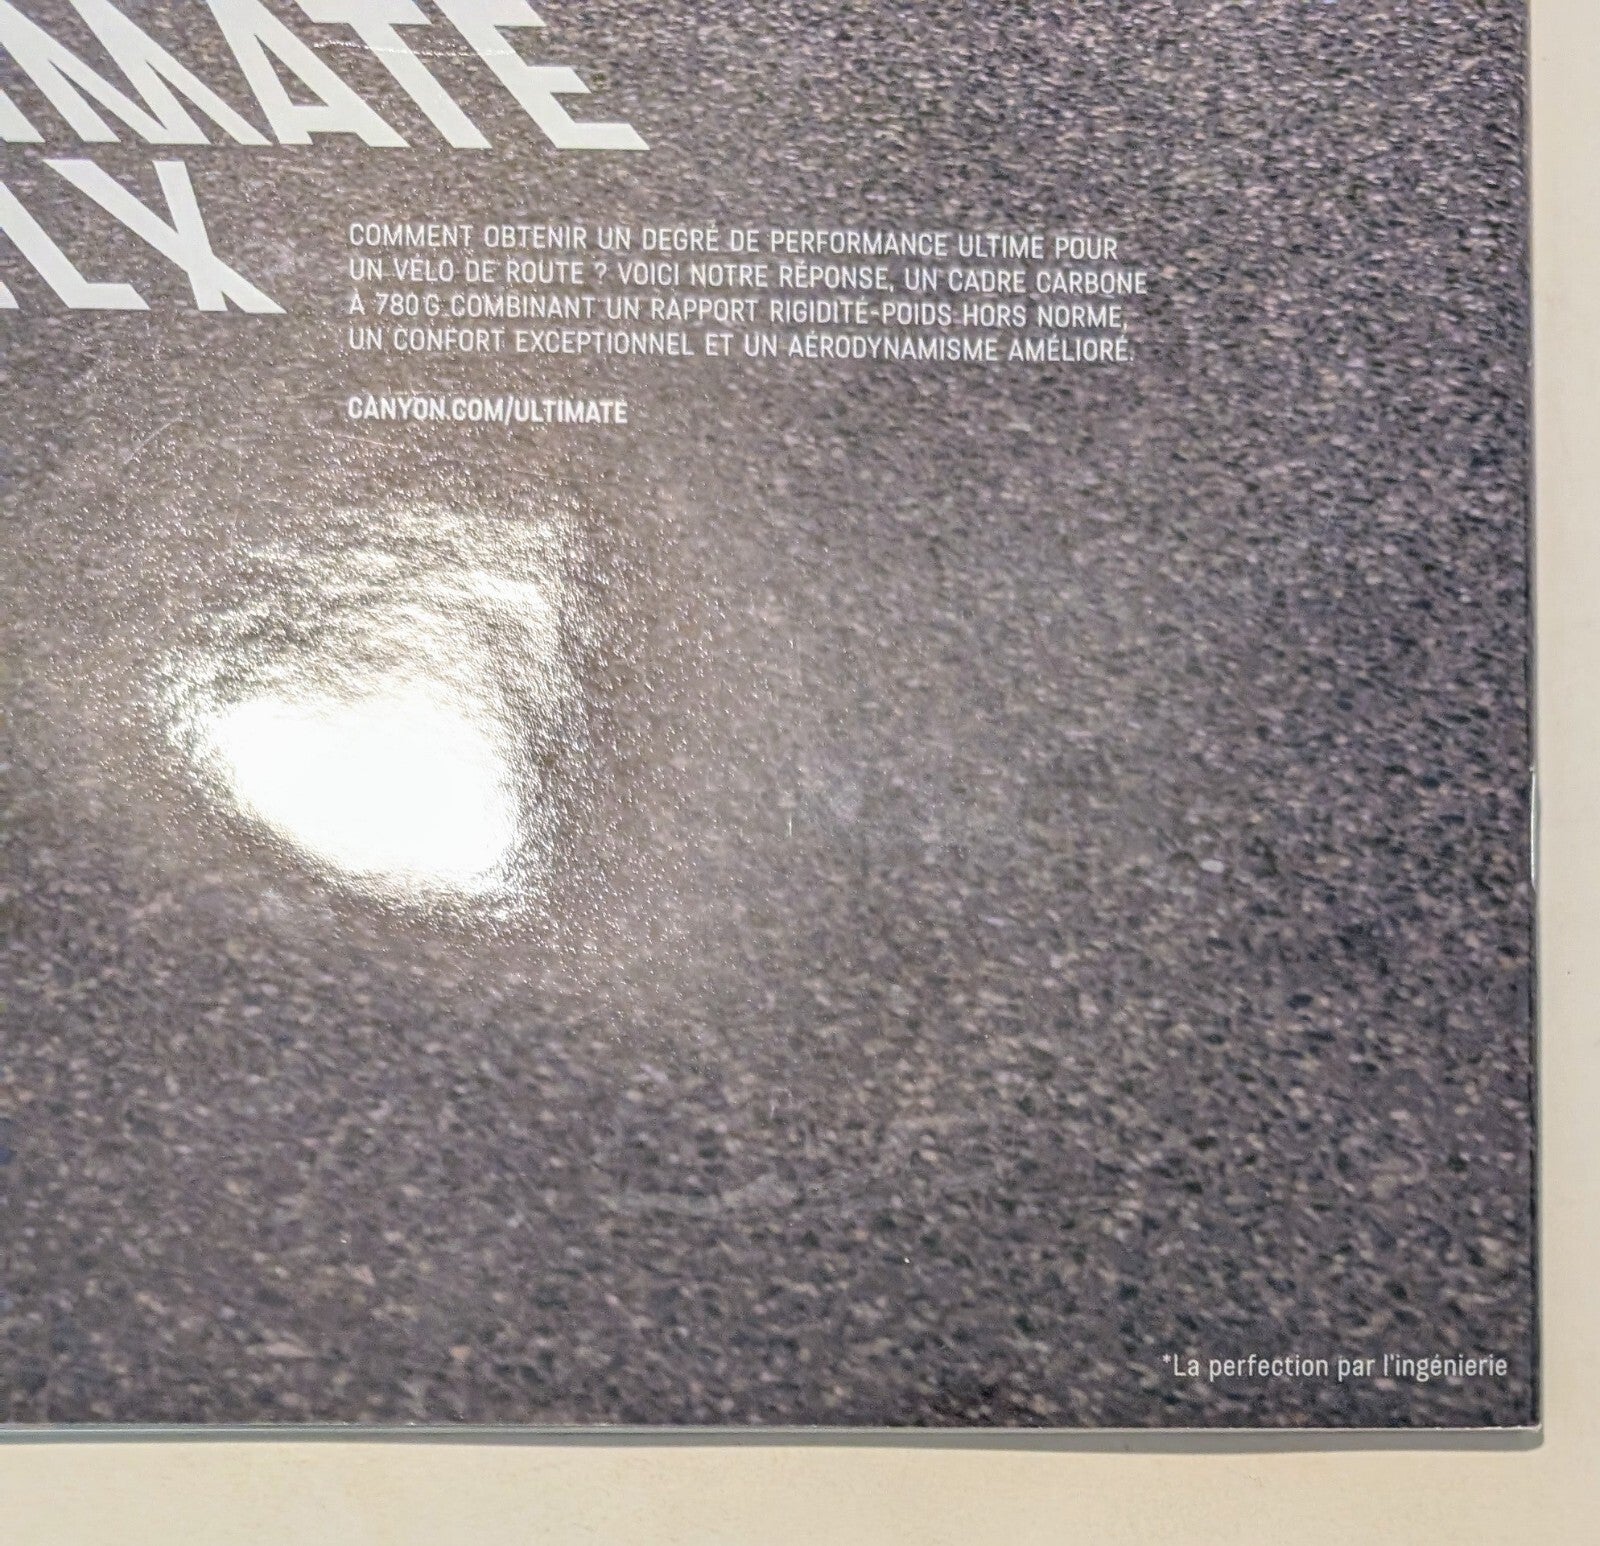 COMMENT OBTENIR UN DEGRÉ DE PERFORMANCE ULTIME POUR
UN VÉLO DE ROUTE ? VOICI NOTRE RÉPONSE, UN CADRE CARBONE
À 780 G COMBINANT UN RAPPORT RIGIDITÉ-POIDS HORS NORME,
UN CONFORT EXCEPTIONNEL ET UN AÉRODYNAMISME AMÉLIORÉ.
CANYON.COM/ULTIMATE
*La perfection par l'ingénierie